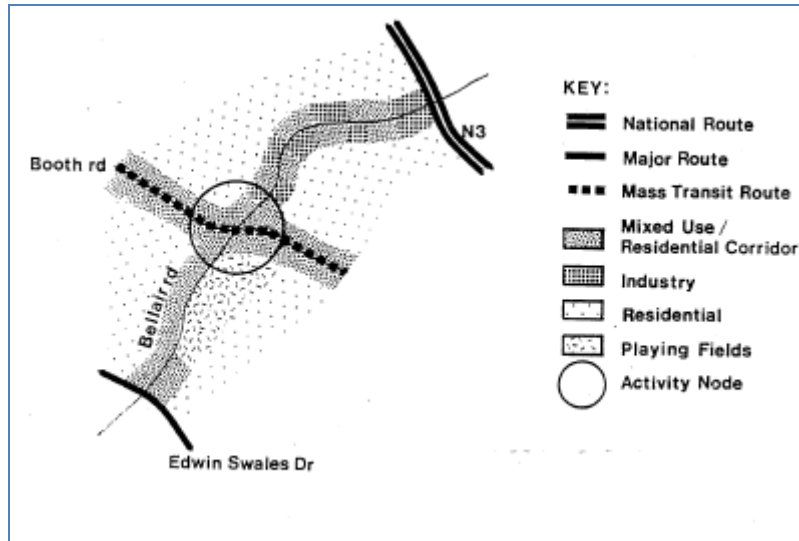 Booth rd
Bellair rd
Edwin Swales Dr
N3
KEY:
National Route
Major Route
Mass Transit Route
Mixed Use /
Residential Corridor
Industry
Residential
Playing Fields
Activity Node